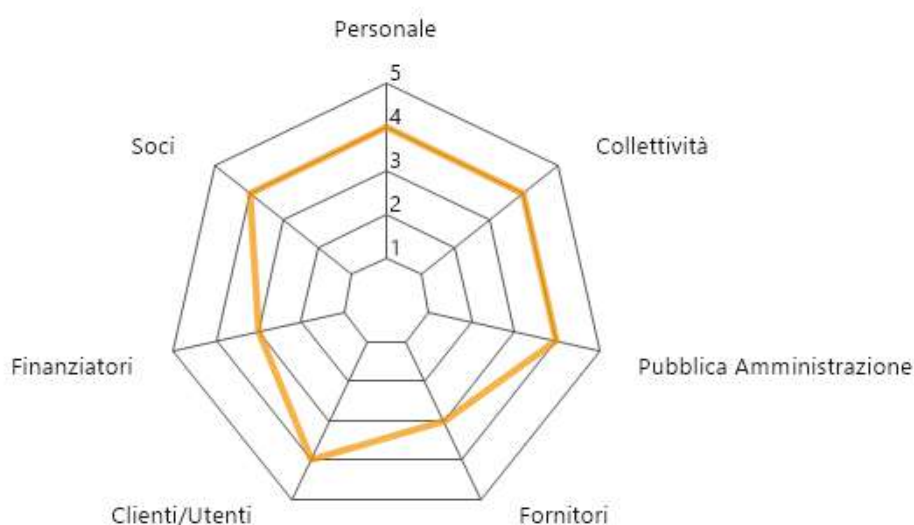 Personale
5
4
3
2
1
Soci
Collettività
Finanziatori
Pubblica Amministrazione
Clienti/Utenti
Fornitori